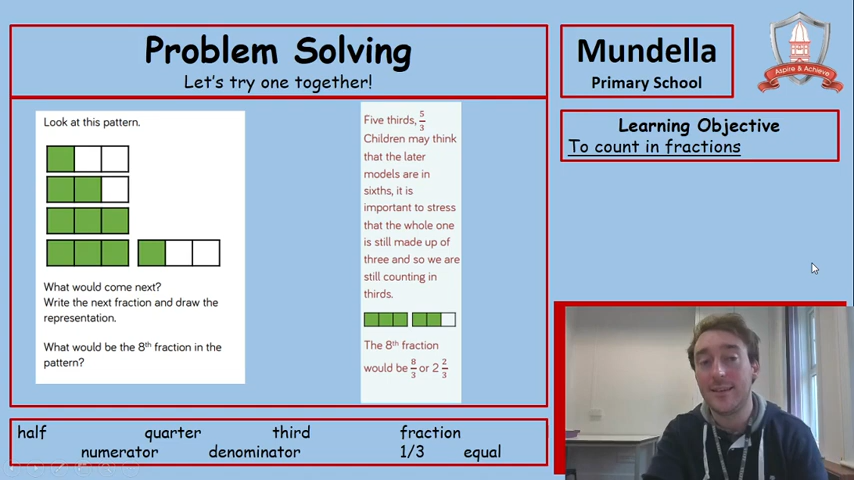 Problem Solving
Let's try one together!
Mundella
Primary School
Aspire & Achieve
Learning Objective
To count in fractions
Look at this pattern.
What would come next?
Write the next fraction and draw the
representation.
What would be the 8th fraction in the
pattern?
Five thirds, 5/3
Children may think
that the later
models are in
sixths, it is
important to stress
that the whole one
is still made up of
three and so we are
still counting in
thirds.
The 8th fraction
would be 8/3 or 2 2/3
half quarter third fraction
numerator denominator 1/3 equal